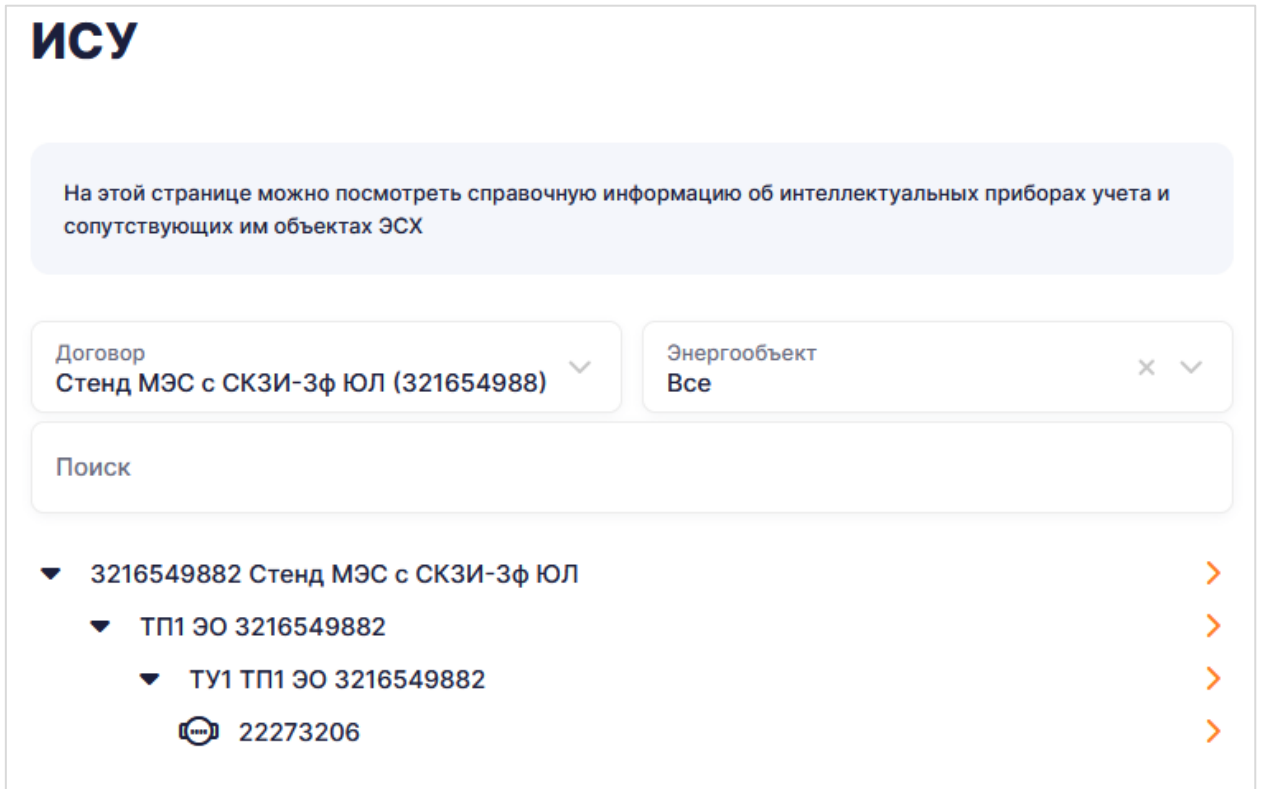 ИСУ
На этой странице можно посмотреть справочную информацию об интеллектуальных приборах учета и
сопутствующих им объектах ЭСХ
Договор
Стенд МЭС с СКЗИ-3ф ЮЛ (321654988)
Энергообъект
Все
Поиск
3216549882 Стенд МЭС с СКЗИ-3ф ЮЛ
ТП1 ЭО 3216549882
ТУ1 ТП1 ЭО 3216549882
22273206